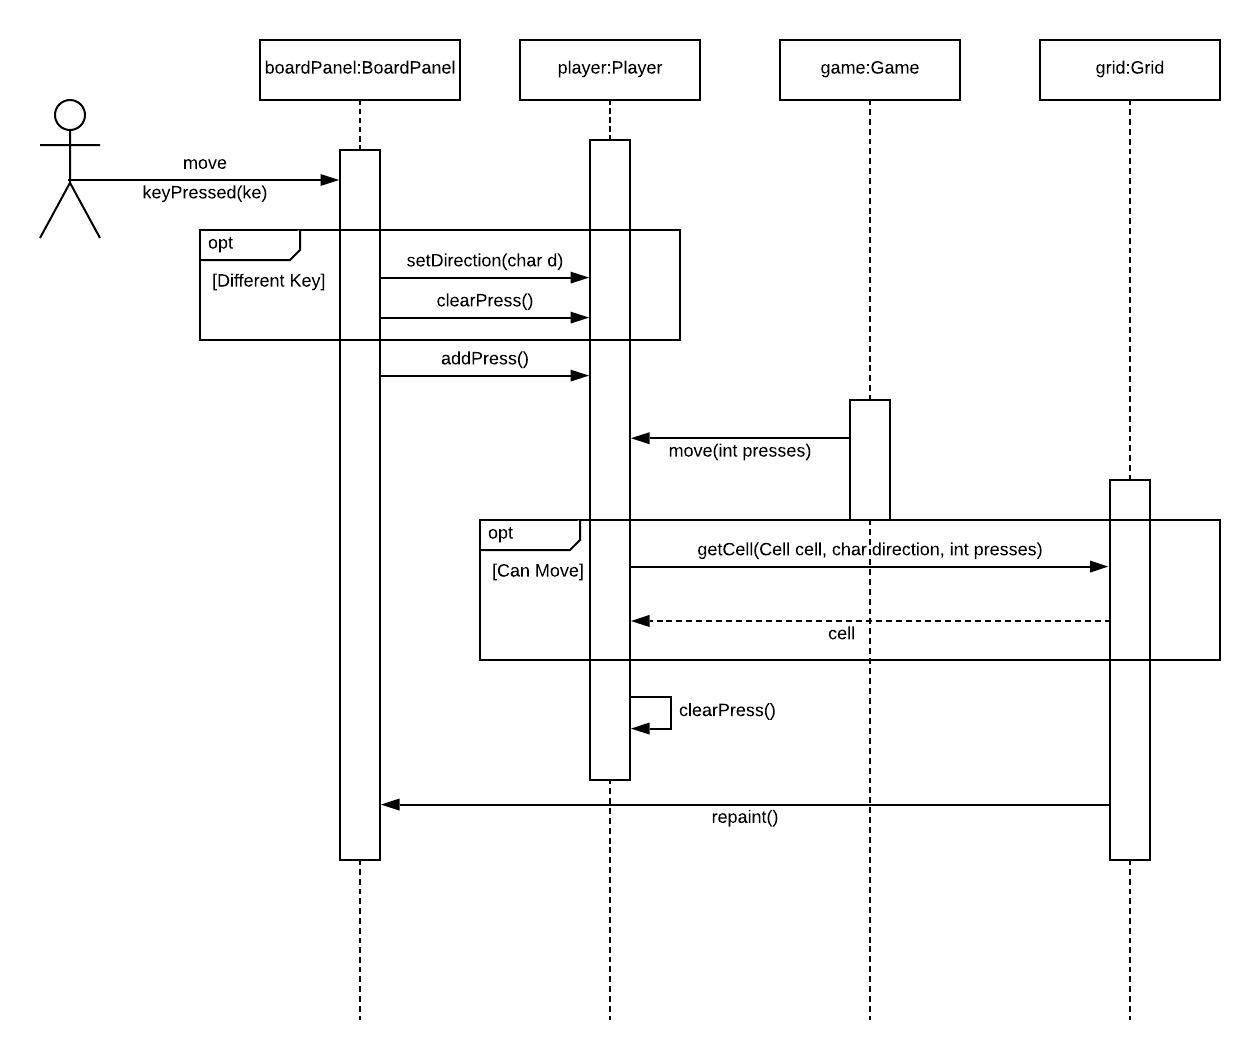 boardPanel:BoardPanel
player:Player
game:Game
grid:Grid
move
keyPressed(ke)
opt
[Different Key]
setDirection(char d)
clearPress()
addPress()
move(int presses)
opt
[Can Move]
getCell(Cell cell, char direction, int presses)
cell
clearPress()
repaint()